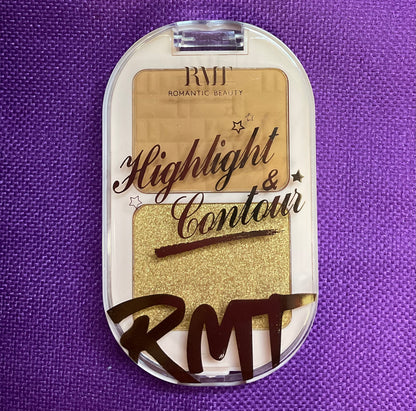 RMT
ROMANTIC BEAUTY
Highlight
&
Contour
RMT